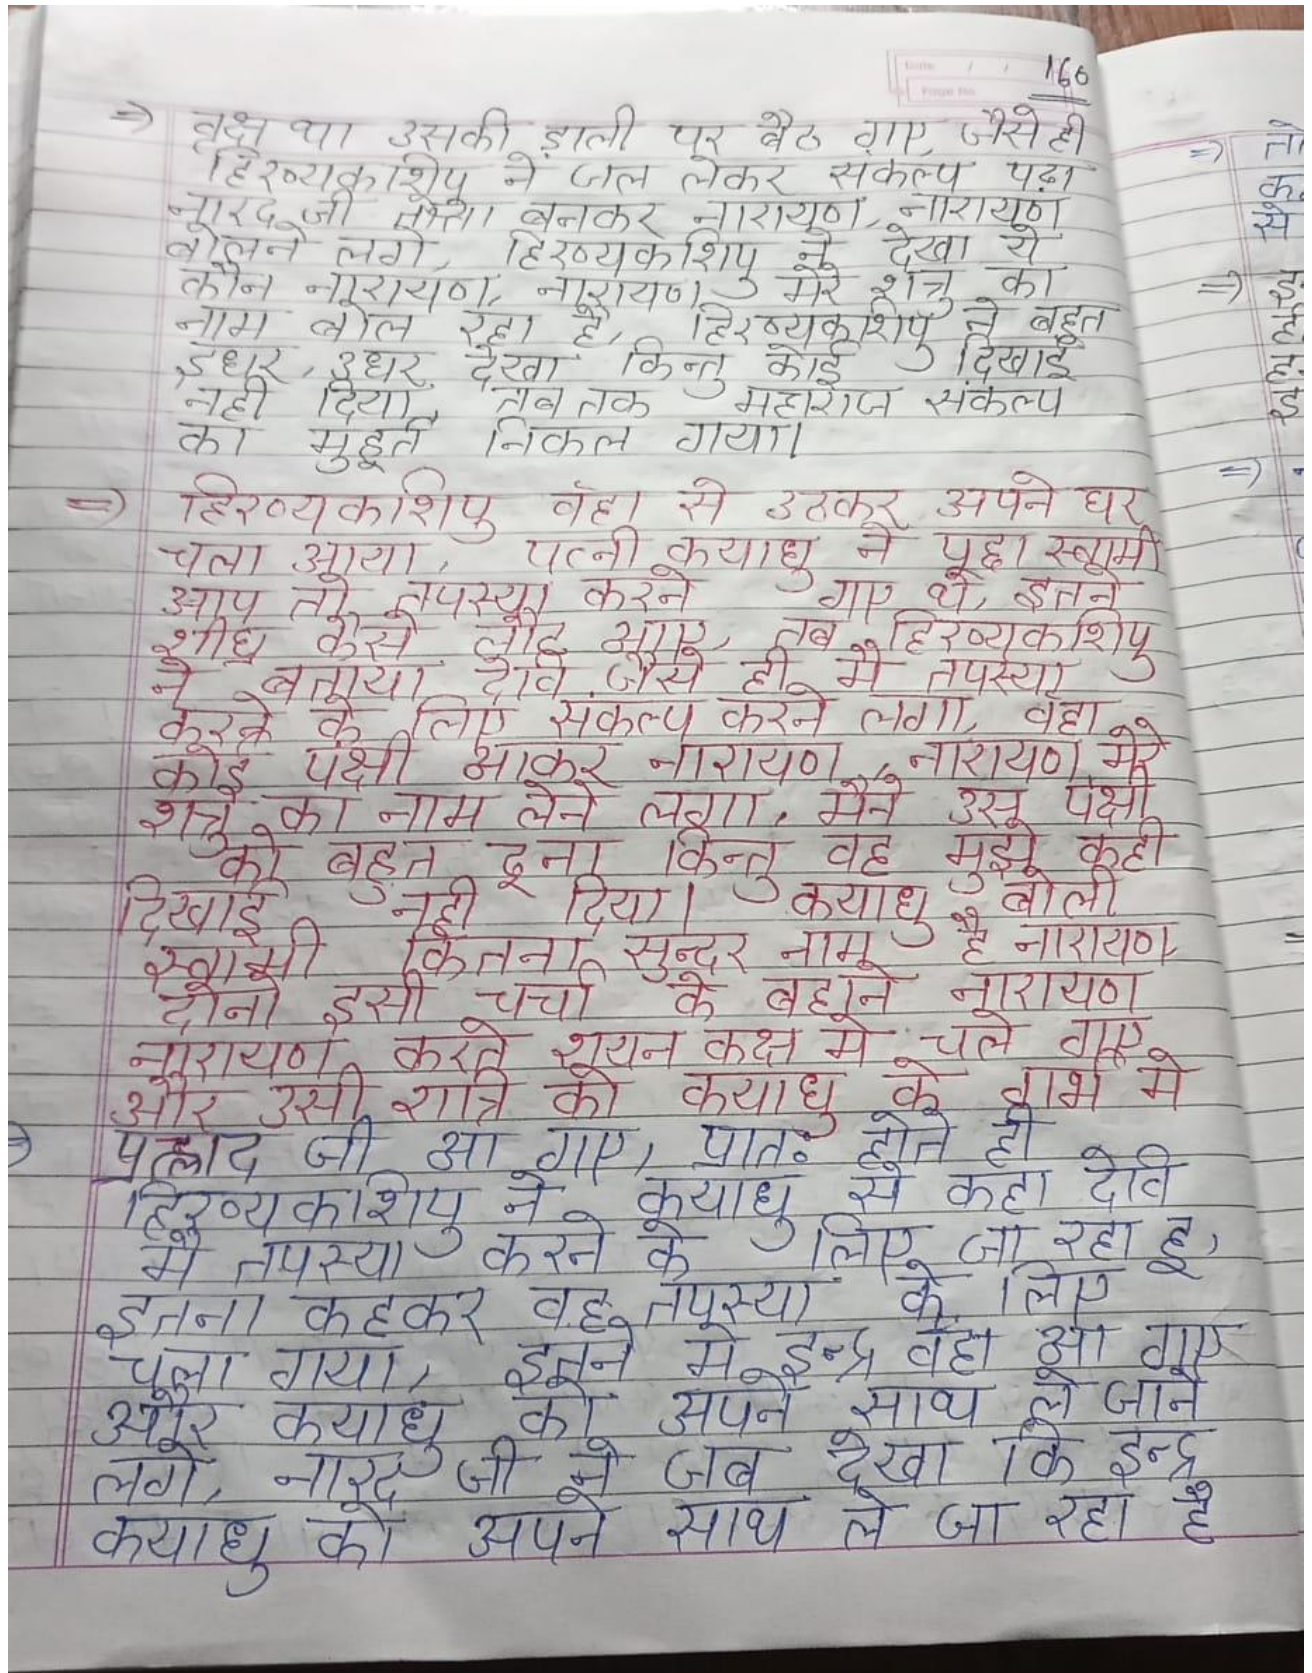 160
=> वृक्ष था उसकी ड़ाली पर बैठ गए, जैसे ही
हिरण्यकशिपु ने जल लेकर संकल्प पढ़ा
नारद जी बनकर नारायण, नारायण
बोलने लगे, हिरण्यकशिपु ने देखा ये
कौन नारायण, नारायण मेरे शत्रु का
नाम बोल रहा है, हिरण्यकशिपु ने बहुत
इधर, उधर देखा किन्तु कोई दिखाई
नही दिया, तब तक महाराज संकल्प
का मुहूर्त निकल गया।
=> हिरण्यकशिपु वॅहा से उठकर अपने घर
चला आया, पत्नी कयाधु ने पूछा स्वामी
आप तो तपस्या करने गए थे, इतने
शीघ्र कैसे लौट आए, तब हिरण्यकशिपु
ने बताया देवि जैसे ही मै तपस्या
करने के लिए संकल्प करने लगा, वॅहा
कोई पक्षी आकर नारायण, नारायण मेरे
शत्रु का नाम लेने लगा, मैने उस पक्षी
को बहुत ढूना किन्तु वह मुझे कही
दिखाई नही दिया। कयाधु बोली
स्वामी कितना सुन्दर नाम है नारायण
दोनो इसी चर्चा के बहाने नारायण
नारायण करते शयन कक्ष मे चले गए
और उसी रात्रि को कयाधु के गर्भ मे
प्रह्लाद जी आ गए, प्रातः होते ही
हिरण्यकशिपु ने कयाधु से कहा देवि
मै तपस्या करने के लिए जा रहा हू,
इतना कहकर वह तपस्या के लिए
चला गया, इतने मे इन्द्र वॅहा आ गए
और कयाधु को अपने साथ ले जाने
लगे, नारद जी ने जब देखा कि इन्द्र
कयाधु को अपने साथ ले जा रहा है